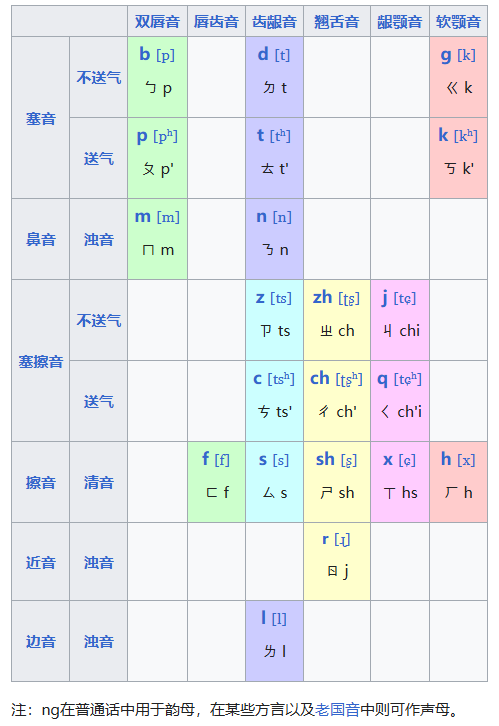 双唇音 唇齿音 齿龈音 翘舌音 龈颚音 软颚音
塞音 不送气 b [p] d [t] g [k]
ㄅ p ㄉ t ㄍ k
送气 p [pʰ] t [tʰ] k [kʰ]
ㄆ p' ㄊ t' ㄎ k'
鼻音 浊音 m [m] n [n]
ㄇ m ㄋ n
塞擦音 不送气 z [ts] zh [ʈʂ] j [tɕ]
ㄗ ts ㄓ ch ㄐ chi
送气 c [tsʰ] ch [ʈʂʰ] q [tɕʰ]
ㄘ ts' ㄔ ch' ㄑ ch'i
擦音 清音 f [f] s [s] sh [ʂ] x [ɕ] h [x]
ㄈ f ㄙ s ㄕ sh ㄒ hs ㄏ h
近音 浊音 r [ɻ]
ㄖ j
边音 浊音 l [l]
ㄌ l
注：ng在普通话中用于韵母，在某些方言以及老国音中则可作声母。